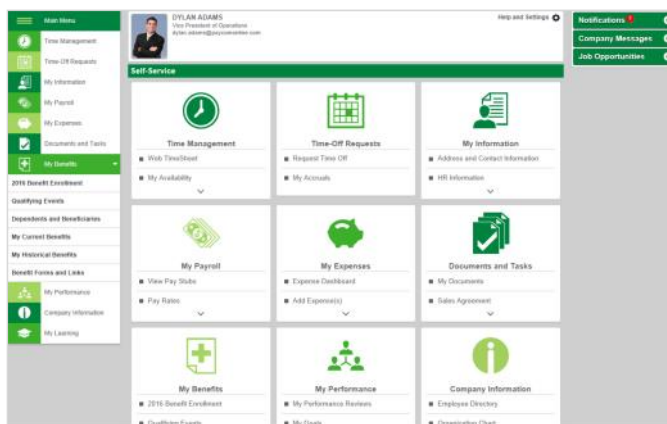 Main Menu
Time Management
Time-Off Requests
My Information
My Payroll
My Expenses
Documents and Tasks
My Benefits
2016 Benefit Enrollment
Qualifying Events
Dependents and Beneficiaries
My Current Benefits
My Historical Benefits
Benefit Forms and Links
My Performance
Company Information
My Learning
DYLAN ADAMS
Vice President of Operations
Help and Settings
Self-Service
Time Management
Web TimeSheet
My Availability
Time-Off Requests
Request Time Off
My Accruals
My Information
Address and Contact Information
HR Information
My Payroll
View Pay Stubs
Pay Rates
My Expenses
Expense Dashboard
Add Expense(s)
Documents and Tasks
My Documents
Sales Agreement
My Benefits
2016 Benefit Enrollment
Qualifying Events
My Performance
My Performance Reviews
My Goals
Company Information
Employee Directory
Organization Chart
Notifications
Company Messages
Job Opportunities